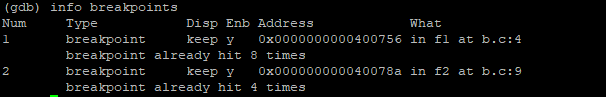 (gdb) info breakpoints
Num     Type           Disp Enb Address            What
1       breakpoint     keep y   0x0000000000400756 in f1 at b.c:4
        breakpoint already hit 8 times
2       breakpoint     keep y   0x000000000040078a in f2 at b.c:9
        breakpoint already hit 4 times